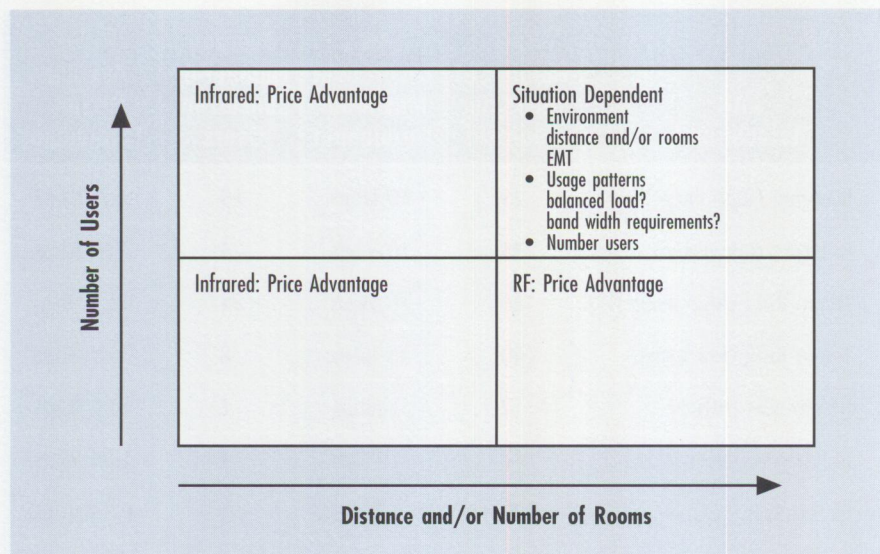 Infrared: Price Advantage
Situation Dependent
• Environment
distance and/or rooms
EMT
• Usage patterns
balanced load?
band width requirements?
• Number users
Number of Users
Infrared: Price Advantage
RF: Price Advantage
Distance and/or Number of Rooms